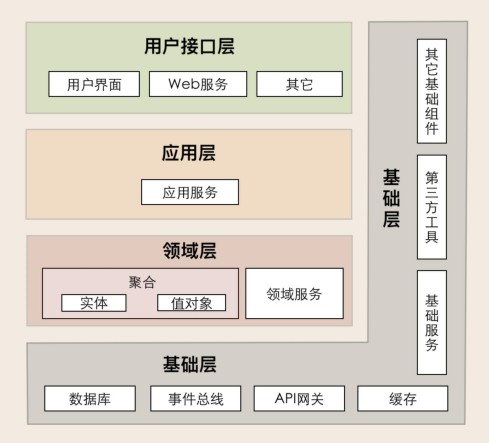 用户接口层
用户界面
Web服务
其它
应用层
应用服务
领域层
聚合
实体
值对象
领域服务
基础层
数据库
事件总线
API网关
缓存
基础层
其它基础组件
第三方工具
基础服务